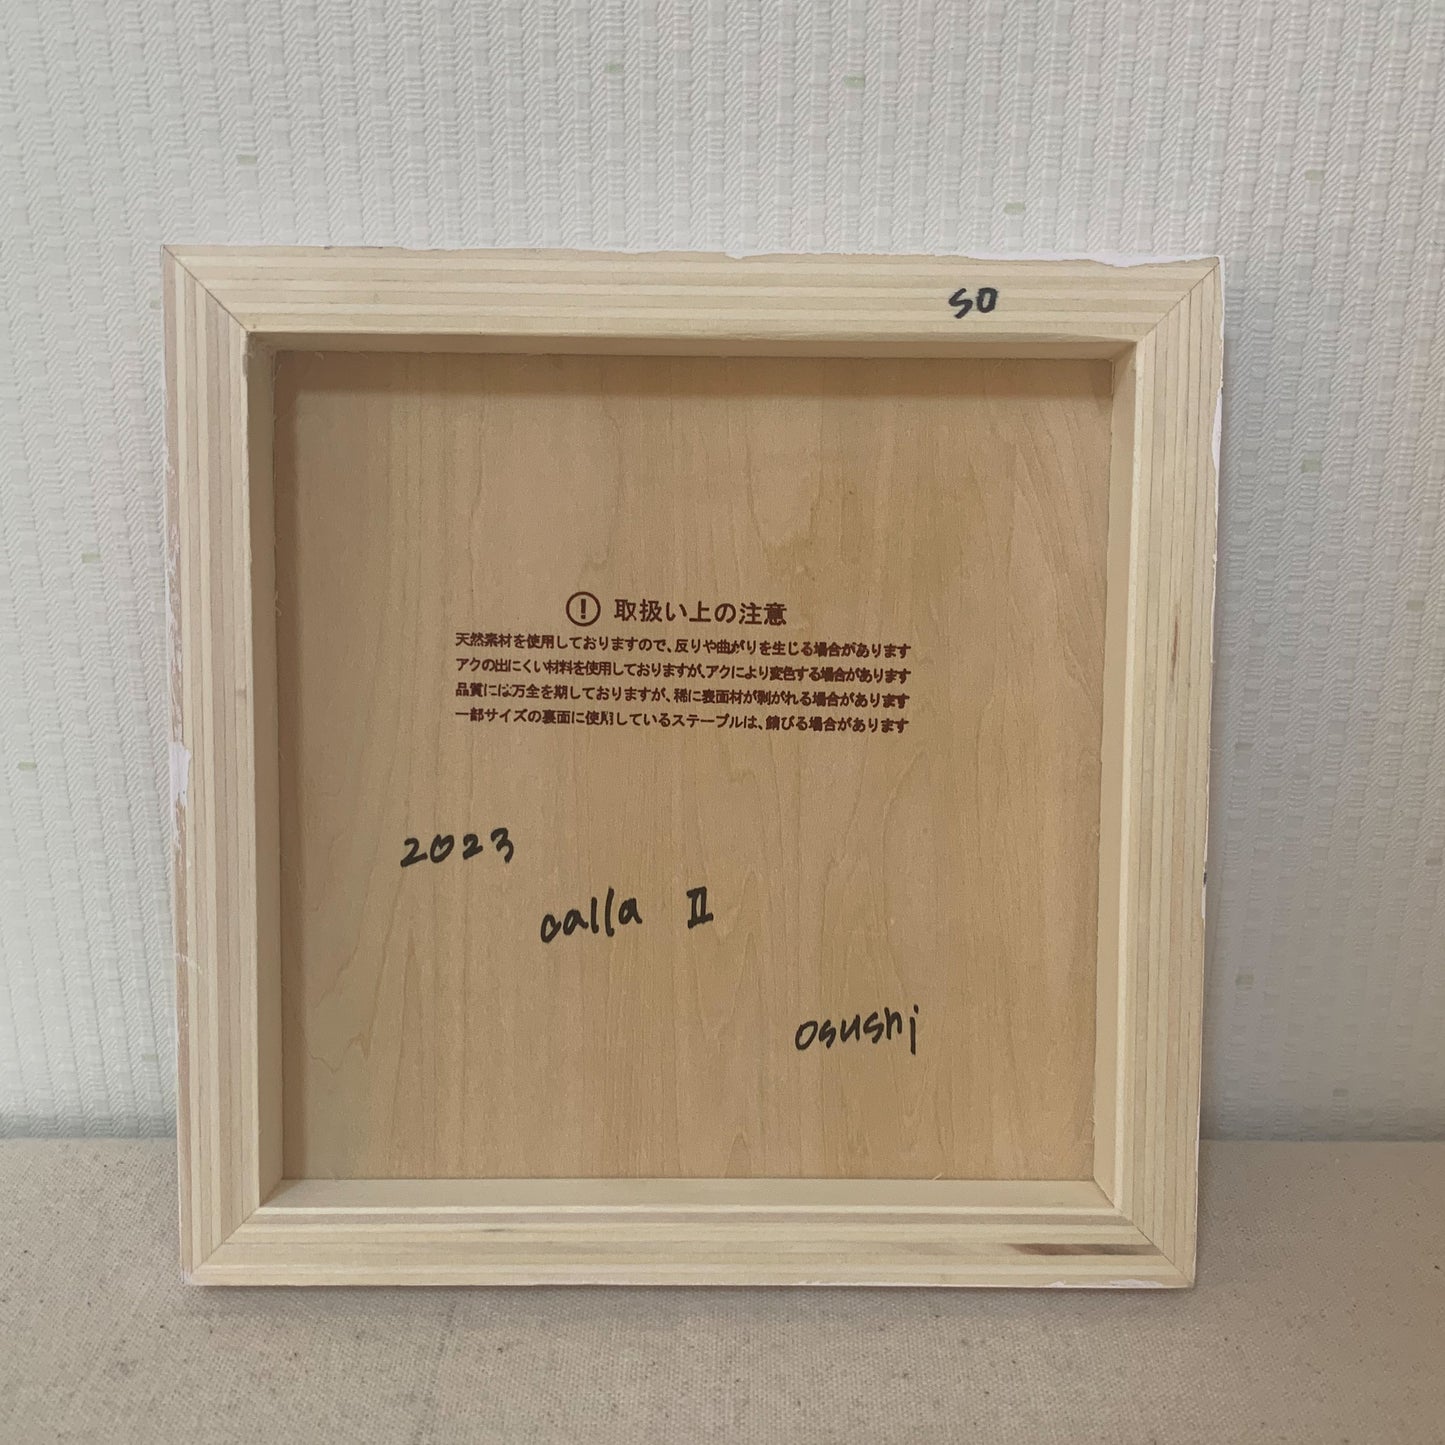 SO
! 取扱い上の注意
天然素材を使用しておりますので、反りや曲がりを生じる場合があります
アクの出にくい材料を使用しておりますが、アクにより変色する場合があります
品質には万全を期しておりますが、稀に表面材が剥がれる場合があります
一部サイズの裏面に使用しているステープルは、錆びる場合があります
2023
calla II
osushi